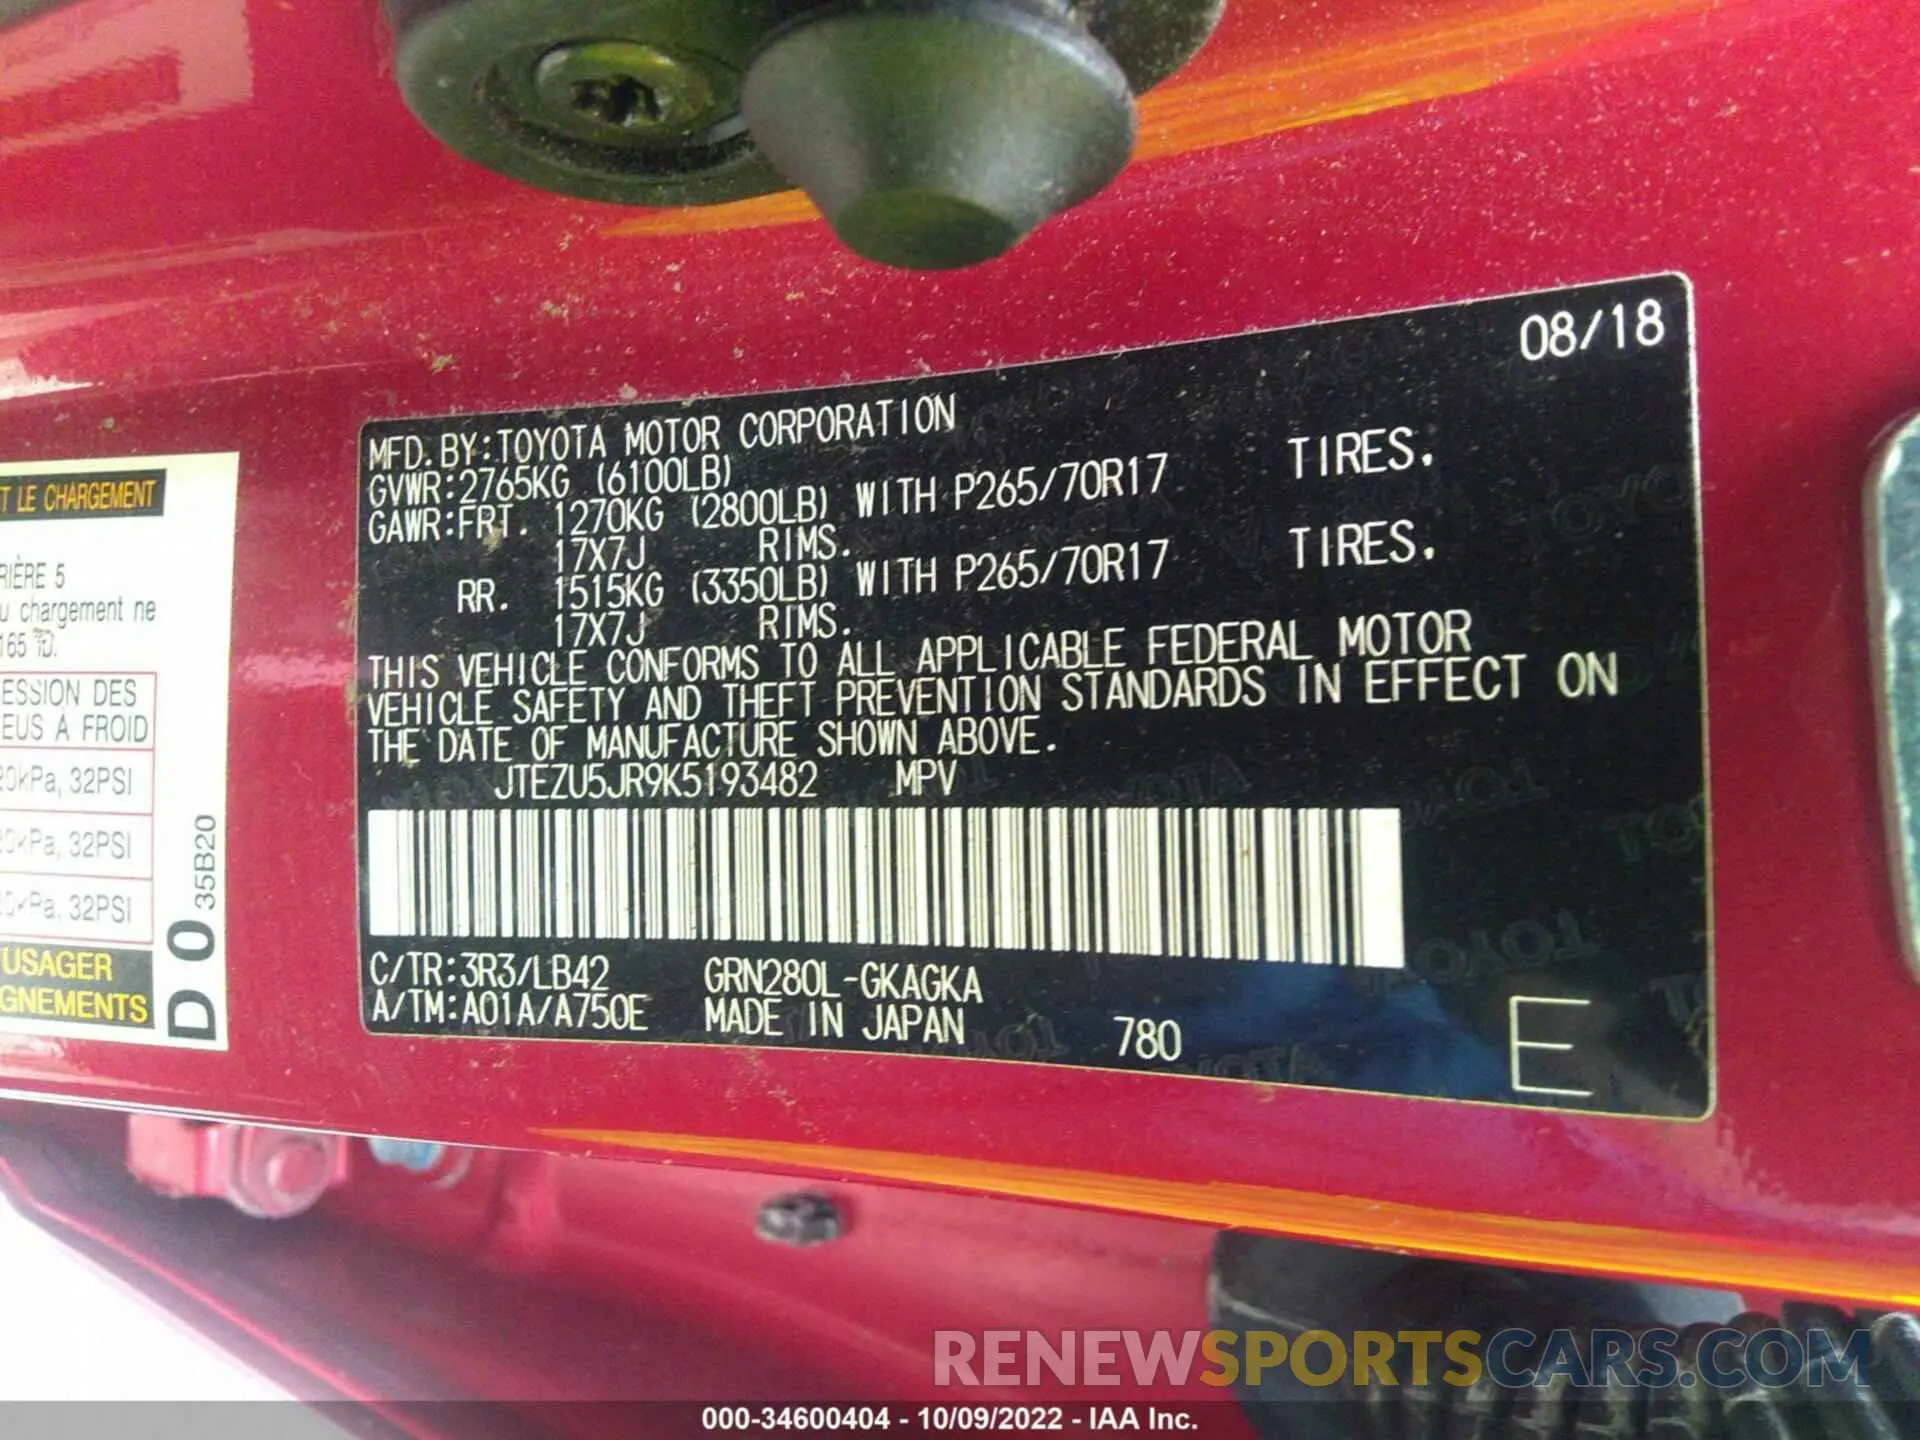 T LE CHARGEMENT
RIÈRE 5
u chargement ne
165
ESSION DES
EUS À FROID
kPa, 32PSI
kPa, 32PSI
kPa, 32PSI
USAGER
GNEMENTS
D 0 35B20
08/18
MFD. BY:TOYOTA MOTOR CORPORATION
GVWR:2765KG (6100LB)
GAWR:FRT. 1270KG (2800LB) WITH P265/70R17 TIRES.
17X7J RIMS.
RR. 1515KG (3350LB) WITH P265/70R17 TIRES.
17X7J RIMS.
THIS VEHICLE CONFORMS TO ALL APPLICABLE FEDERAL MOTOR
VEHICLE SAFETY AND THEFT PREVENTION STANDARDS IN EFFECT ON
THE DATE OF MANUFACTURE SHOWN ABOVE.
JTEZU5JR9K5193482 MPV
C/TR:3R3/LB42 GRN280L-GKAGKA
A/TM:A01A/A750E MADE IN JAPAN 780 E
RENEWSPORTSCARS.COM
000-34600404 - 10/09/2022 - IAA Inc.